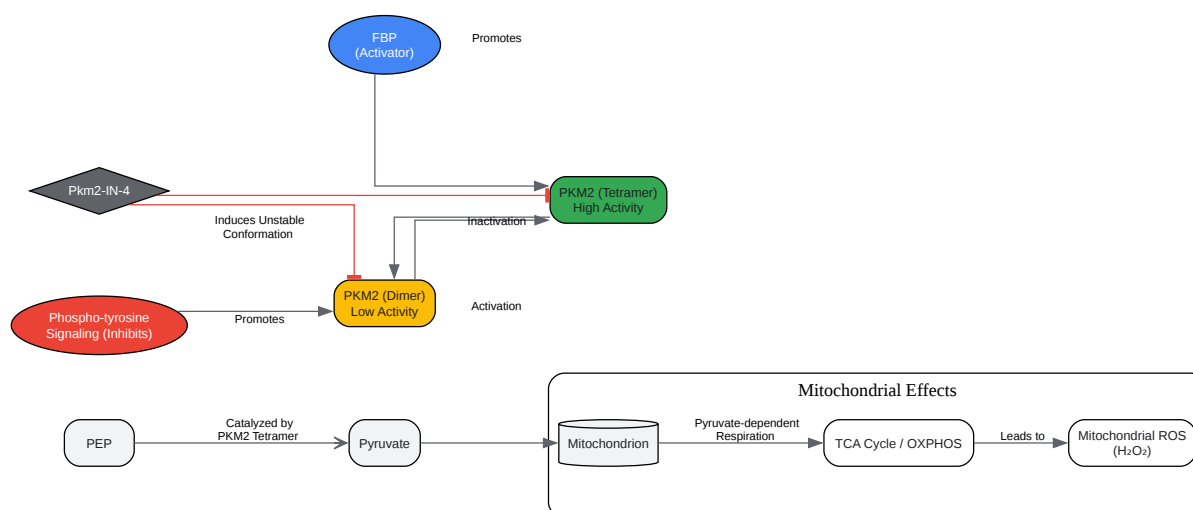 FBP
(Activator)
Promotes
Pkm2-IN-4
PKM2 (Tetramer)
High Activity
Induces Unstable
Conformation
Inactivation
PKM2 (Dimer)
Low Activity
Activation
Phospho-tyrosine
Signaling (Inhibits)
Promotes
Mitochondrial Effects
PEP
Catalyzed by
PKM2 Tetramer
Pyruvate
Mitochondrion
Pyruvate-dependent
Respiration
TCA Cycle / OXPHOS
Leads to
Mitochondrial ROS
(H₂O₂)